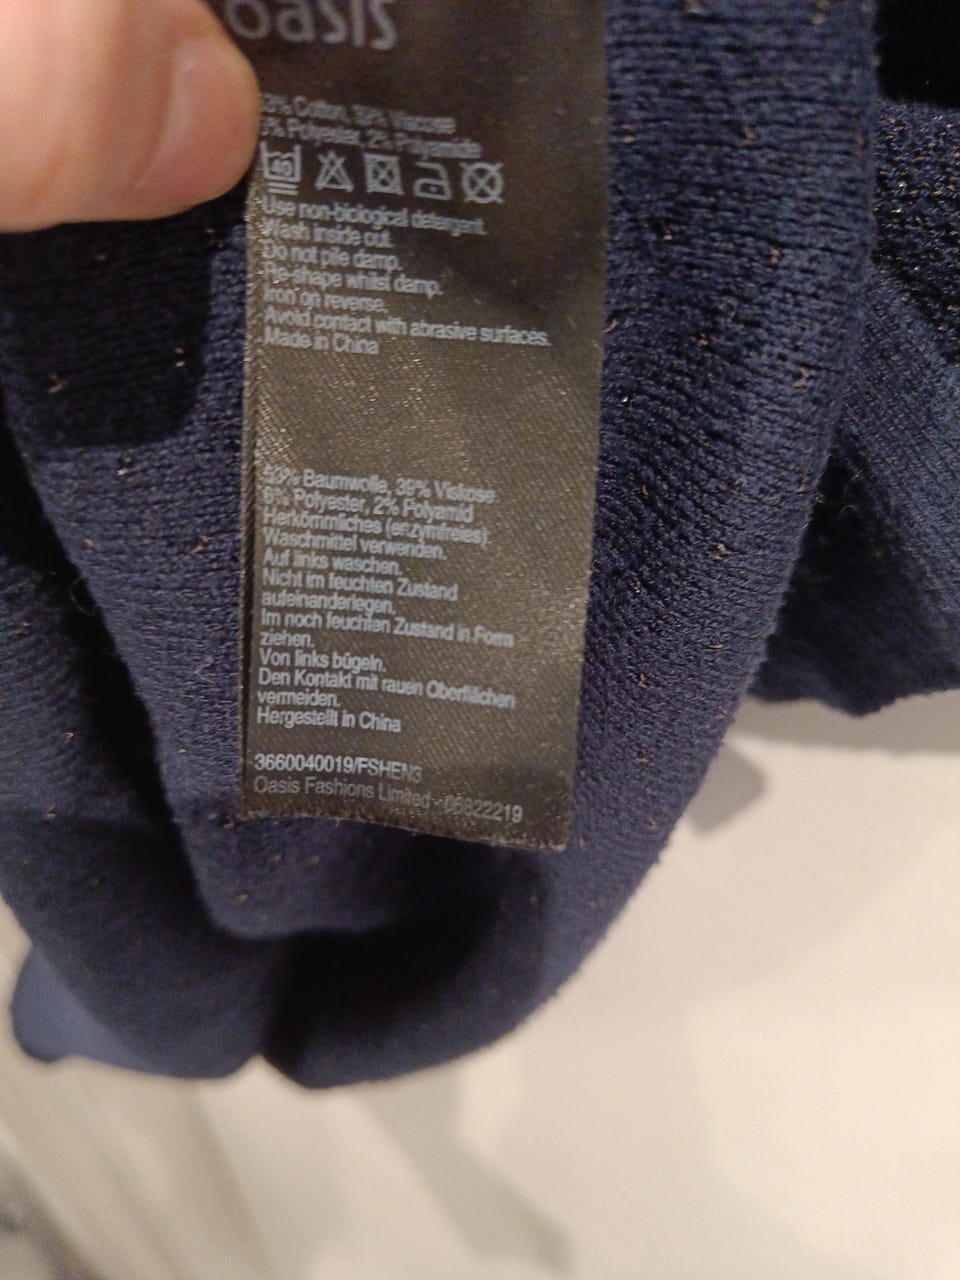 oasis
53% Cotton, 39% Viscose
6% Polyester, 2% Polyamide
40
Use non-biological detergent.
Wash inside out.
Do not pile damp.
Re-shape whilst damp.
Iron on reverse.
Avoid contact with abrasive surfaces.
Made in China
53% Baumwolle, 39% Viskose
6% Polyester, 2% Polyamid
Herkömmliches (enzymfreies)
Waschmittel verwenden.
Auf links waschen.
Nicht im feuchten Zustand
aufeinanderlegen.
Im noch feuchten Zustand in Form
ziehen.
Von links bügeln.
Den Kontakt mit rauen Oberflächen
vermeiden.
Hergestellt in China
3660040019/FSHEN3
Oasis Fashions Limited - 06822219